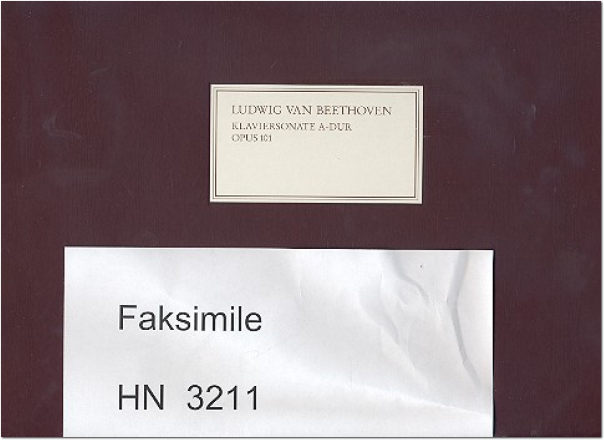 LUDWIG VAN BEETHOVEN
KLAVIERSONATE A-DUR
OPUS 101
Faksimile
HN 3211